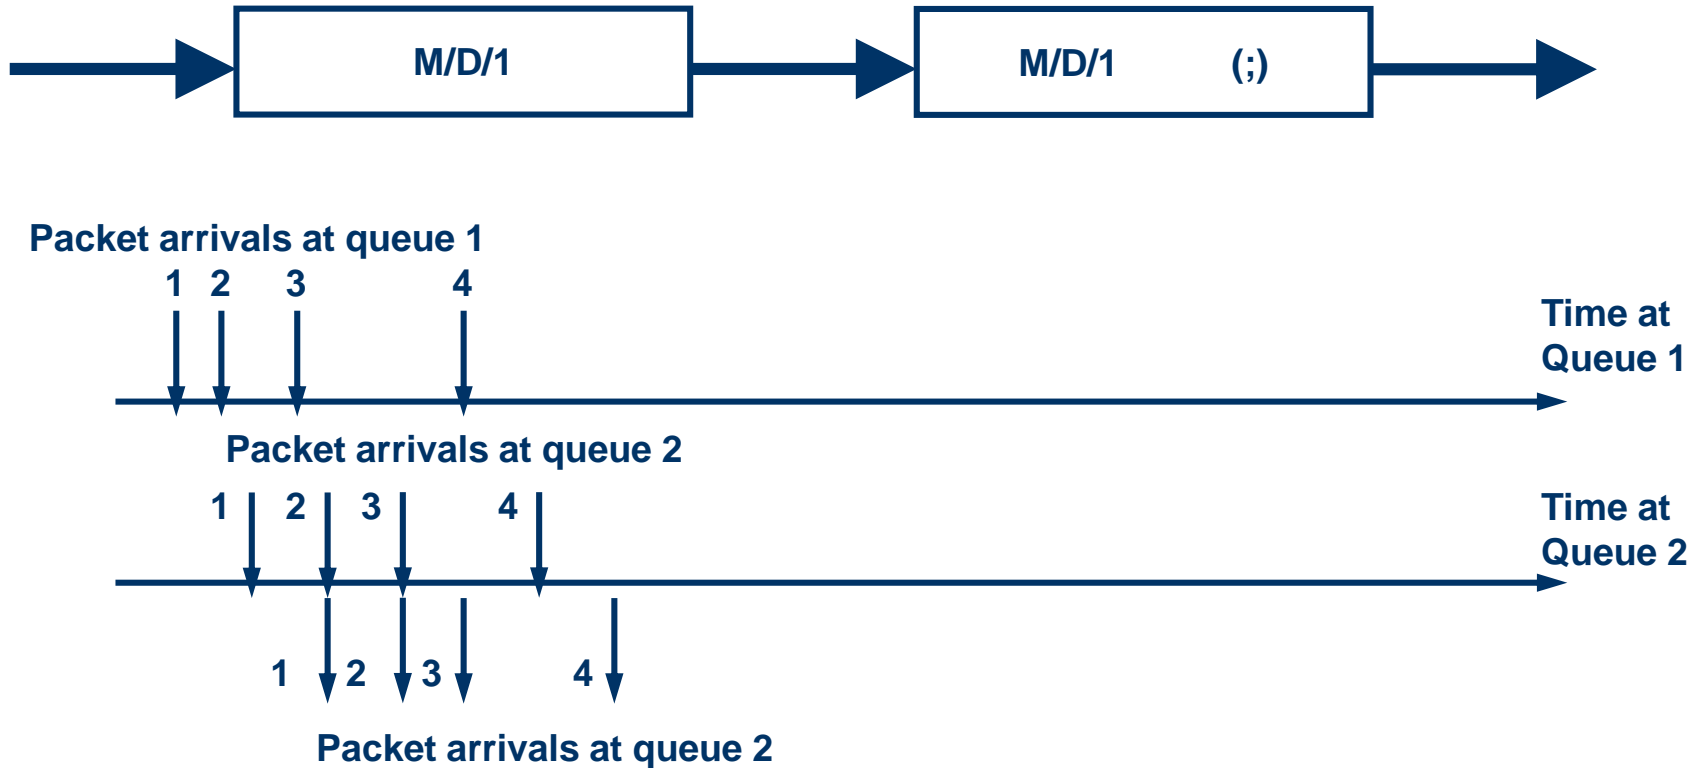 M/D/1
M/D/1 (;)
Packet arrivals at queue 1
1 2 3 4
Time at
Queue 1
Packet arrivals at queue 2
1 2 3 4
Time at
Queue 2
1 2 3 4
Packet arrivals at queue 2